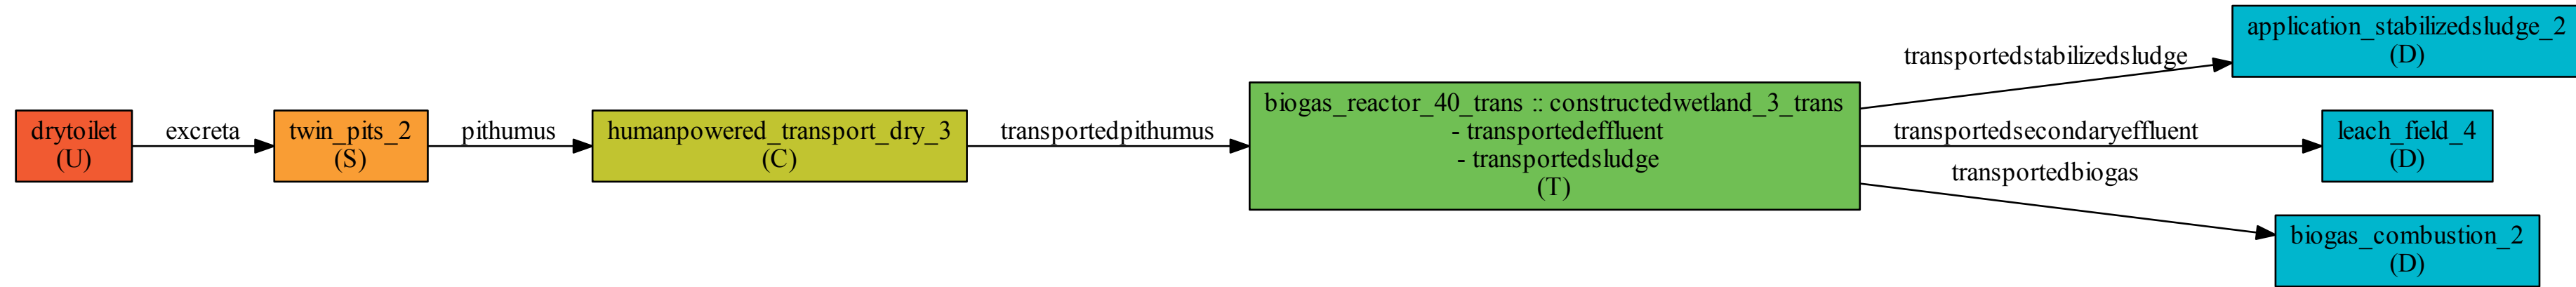 drytoilet
(U)
excreta
twin_pits_2
(S)
pithumus
humanpowered_transport_dry_3
(C)
transportedpithumus
biogas_reactor_40_trans :: constructedwetland_3_trans
- transportedeffluent
- transportedsludge
(T)
transportedstabilizedsludge
application_stabilizedsludge_2
(D)
transportedsecondaryeffluent
leach_field_4
(D)
transportedbiogas
biogas_combustion_2
(D)